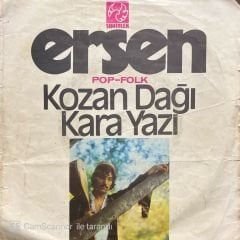 ersen
POP-FOLK
Kozan Dağı
Kara Yazi
CamScanner ile tarandı